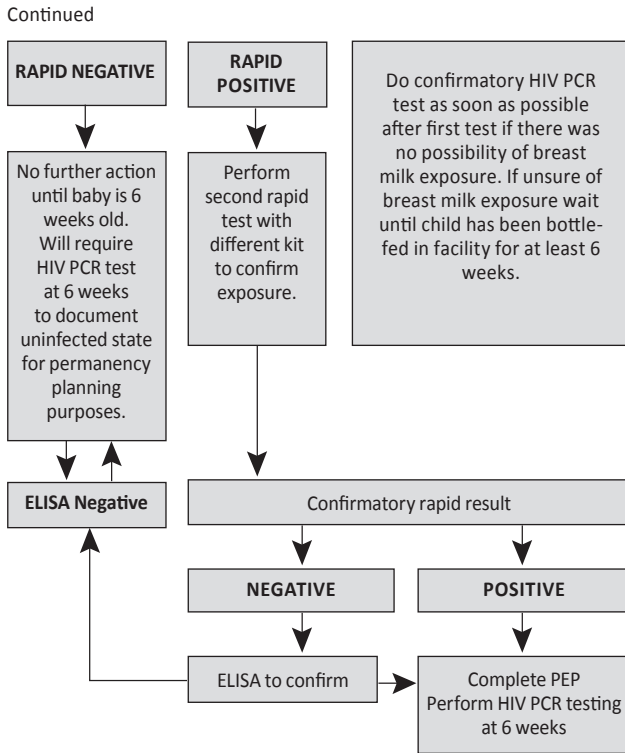 Continued
RAPID NEGATIVE
RAPID
POSITIVE
Do confirmatory HIV PCR
test as soon as possible
after first test if there was
no possibility of breast
milk exposure. If unsure of
breast milk exposure wait
until child has been bottle-
fed in facility for at least 6
weeks.
No further action
until baby is 6
weeks old.
Will require
HIV PCR test
at 6 weeks
to document
uninfected state
for permanency
planning
purposes.
Perform
second rapid
test with
different kit
to confirm
exposure.
ELISA Negative
Confirmatory rapid result
NEGATIVE
POSITIVE
ELISA to confirm
Complete PEP
Perform HIV PCR testing
at 6 weeks